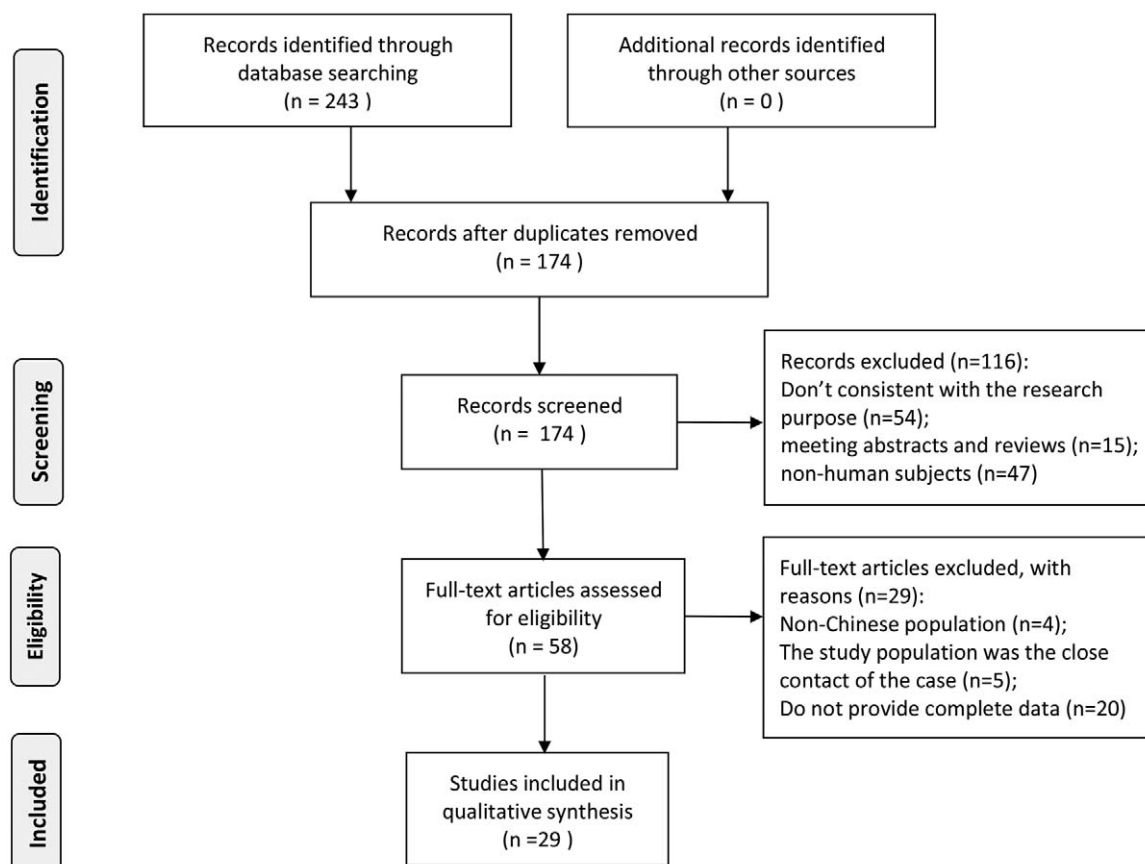 Identification
Records identified through
database searching
(n = 243 )
Additional records identified
through other sources
(n = 0 )
Records after duplicates removed
(n = 174 )
Screening
Records screened
(n = 174 )
Records excluded (n=116):
Don’t consistent with the research
purpose (n=54);
meeting abstracts and reviews (n=15);
non-human subjects (n=47)
Eligibility
Full-text articles assessed
for eligibility
(n = 58)
Full-text articles excluded, with
reasons (n=29):
Non-Chinese population (n=4);
The study population was the close
contact of the case (n=5);
Do not provide complete data (n=20)
Included
Studies included in
qualitative synthesis
(n =29 )